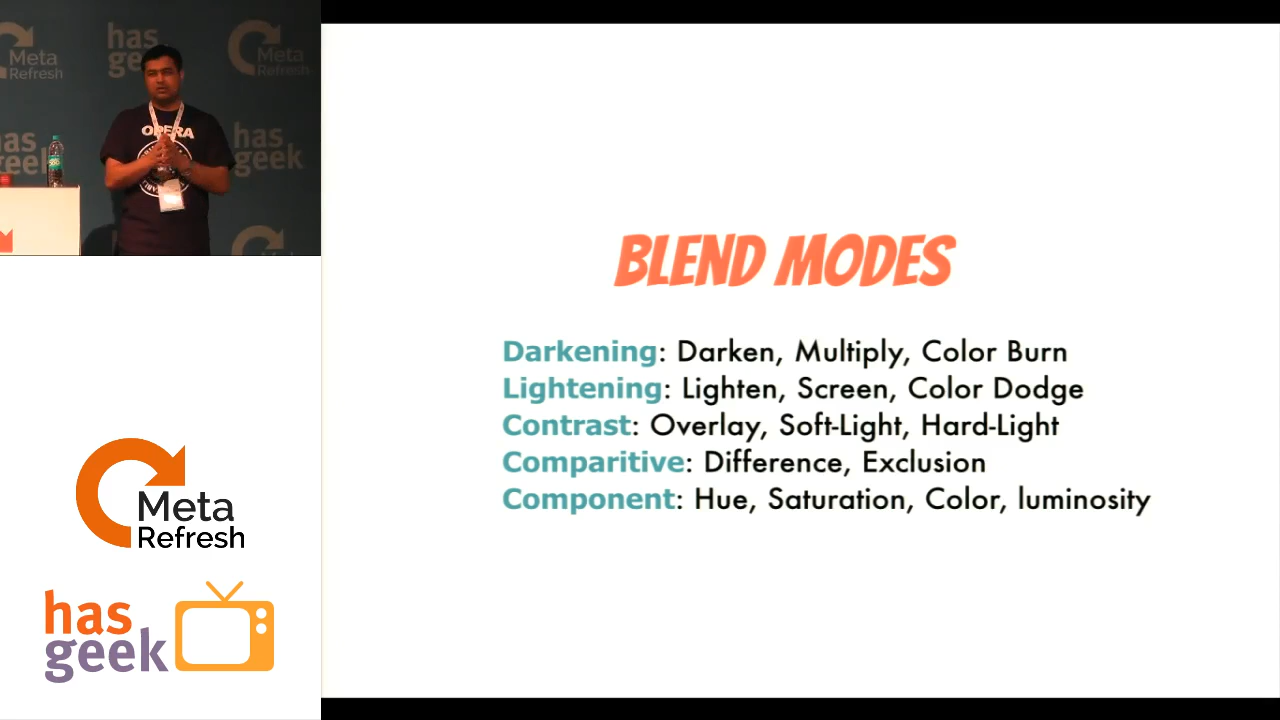 Meta
Refresh
has
geek
Meta
Refresh
OPERA
has
geek
has
geek
BLEND MODES
Darkening: Darken, Multiply, Color Burn
Lightening: Lighten, Screen, Color Dodge
Contrast: Overlay, Soft-Light, Hard-Light
Comparitive: Difference, Exclusion
Component: Hue, Saturation, Color, luminosity
Meta
Refresh
has
geek